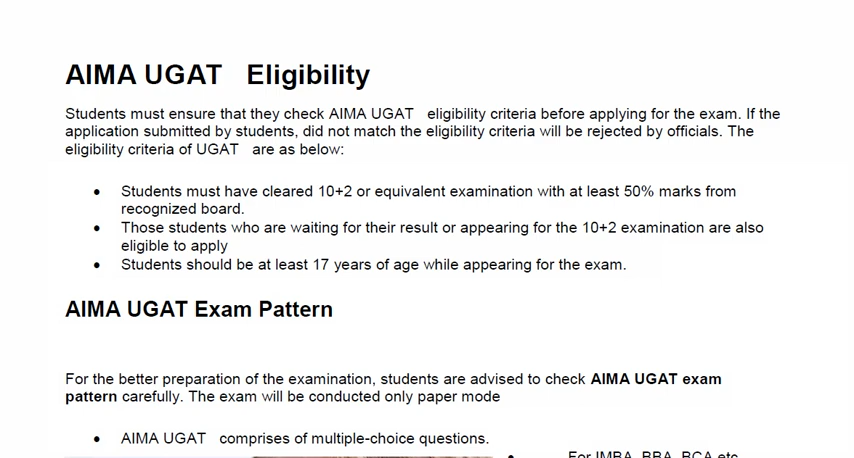 AIMA UGAT Eligibility
Students must ensure that they check AIMA UGAT eligibility criteria before applying for the exam. If the
application submitted by students, did not match the eligibility criteria will be rejected by officials. The
eligibility criteria of UGAT are as below:
• Students must have cleared 10+2 or equivalent examination with at least 50% marks from
recognized board.
• Those students who are waiting for their result or appearing for the 10+2 examination are also
eligible to apply
• Students should be at least 17 years of age while appearing for the exam.
AIMA UGAT Exam Pattern
For the better preparation of the examination, students are advised to check AIMA UGAT exam
pattern carefully. The exam will be conducted only paper mode
• AIMA UGAT comprises of multiple-choice questions.
• For IMBA, BBA, BCA etc